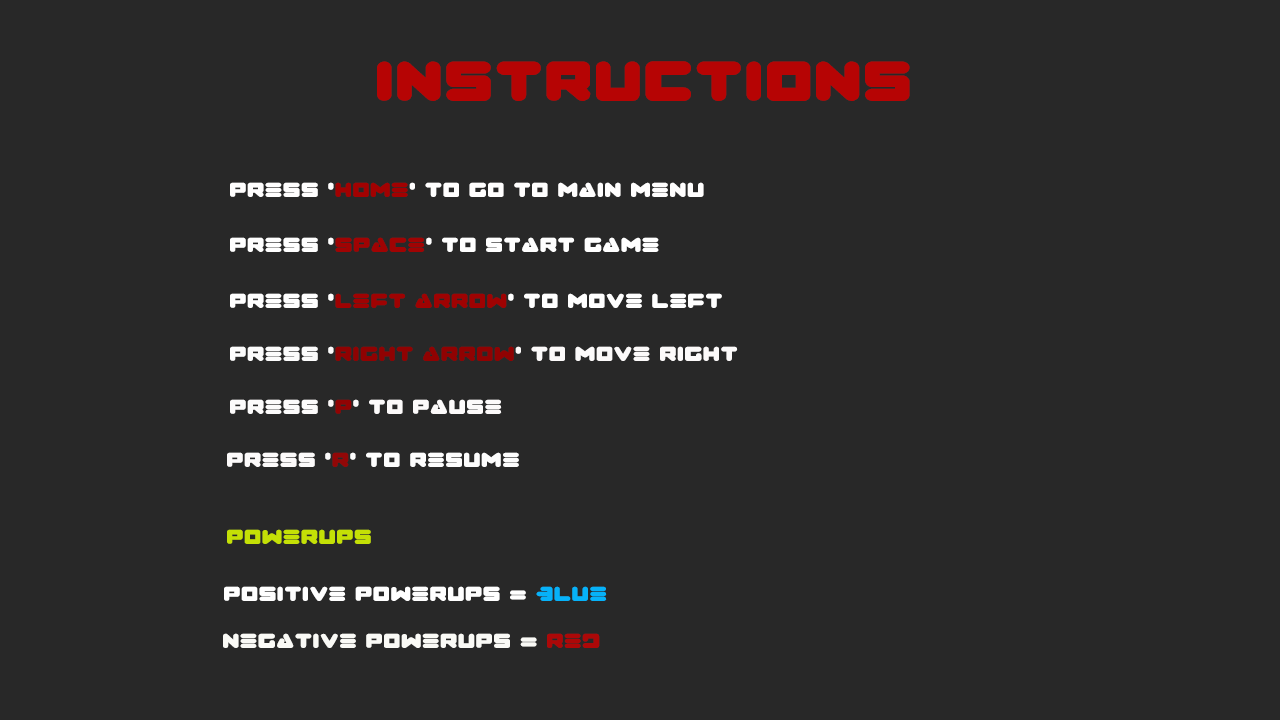 INSTRUCTIONS
PRESS 'HOME' TO GO TO MAIN MENU
PRESS 'SPACE' TO START GAME
PRESS 'LEFT ARROW' TO MOVE LEFT
PRESS 'RIGHT ARROW' TO MOVE RIGHT
PRESS 'P' TO PAUSE
PRESS 'R' TO RESUME
POWERUPS
POSITIVE POWERUPS = BLUE
NEGATIVE POWERUPS = RED